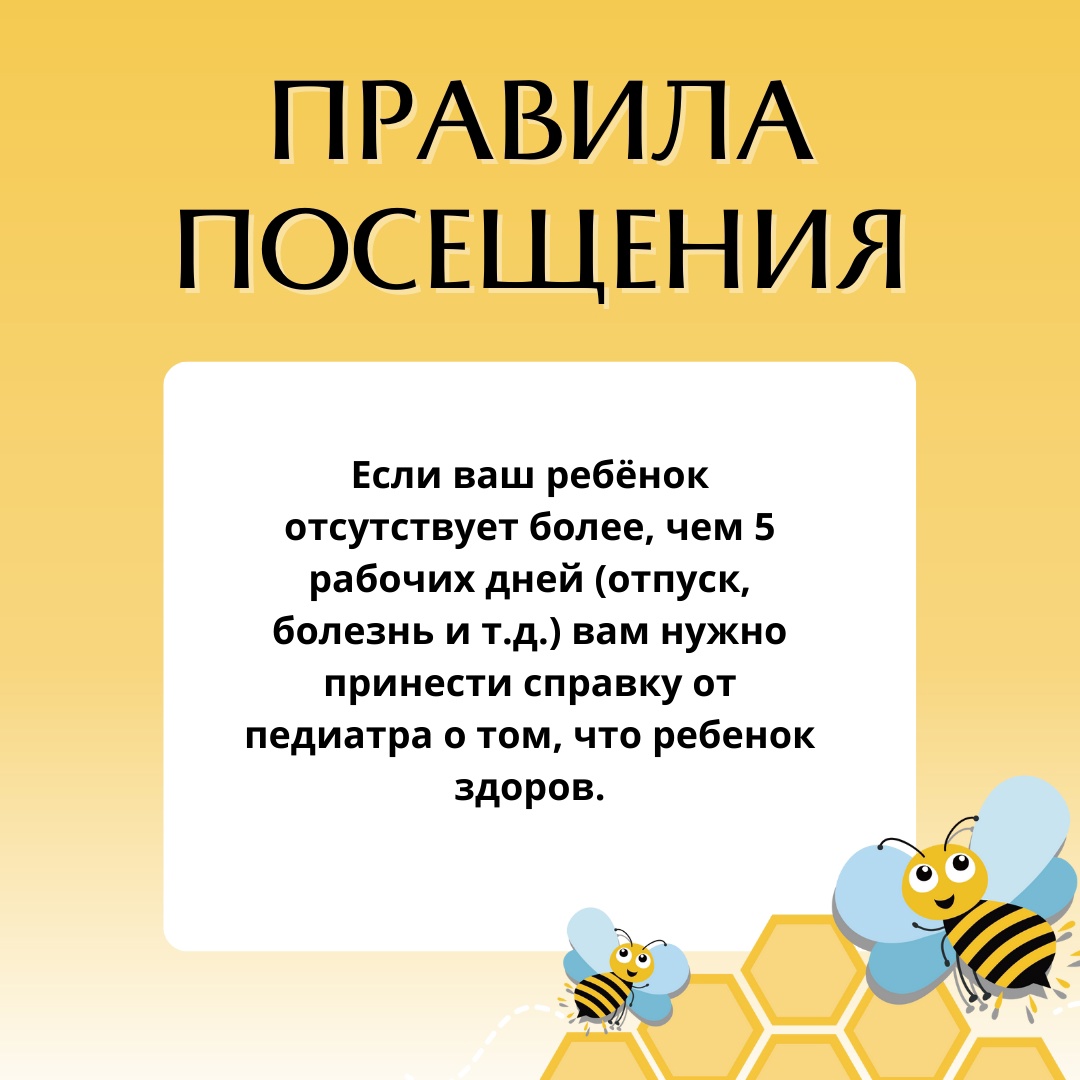 ПРАВИЛА
ПОСЕЩЕНИЯ
Если ваш ребёнок
отсутствует более, чем 5
рабочих дней (отпуск,
болезнь и т.д.) вам нужно
принести справку от
педиатра о том, что ребенок
здоров.